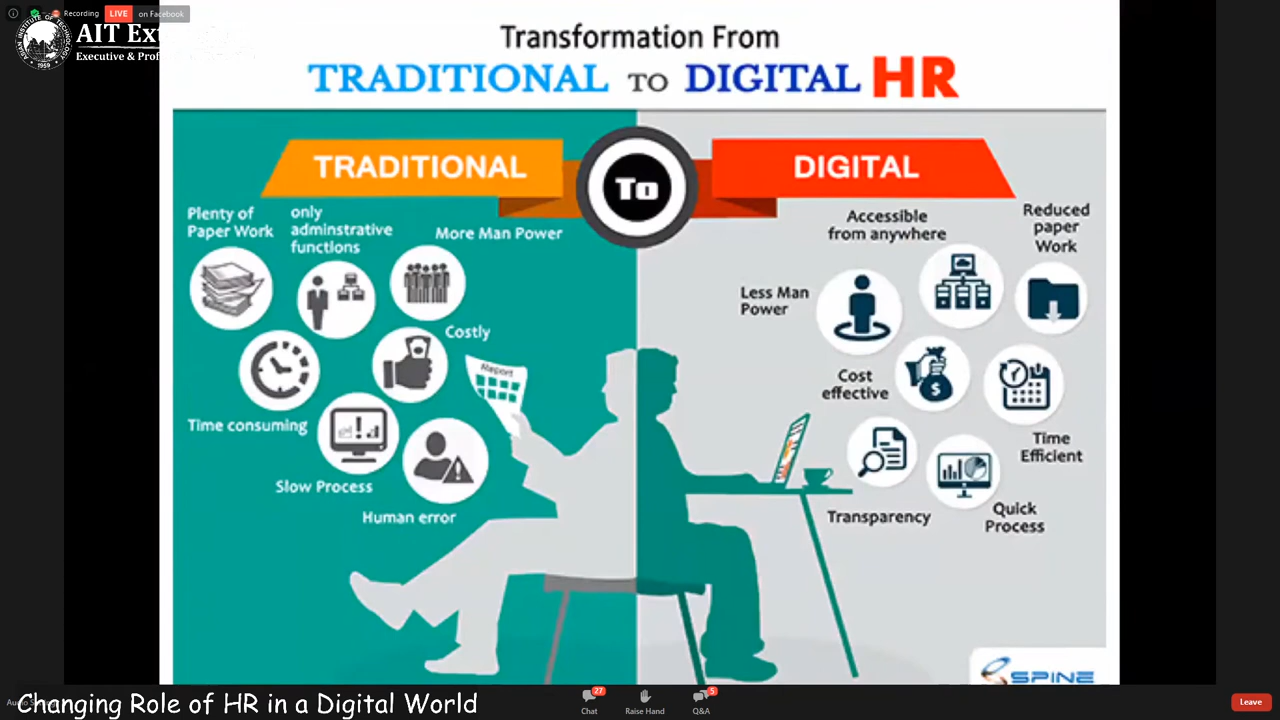 Recording
LIVE
on Facebook
AIT Ext
Executive & Prof
1959
Transformation From
TRADITIONAL TO DIGITAL HR
TRADITIONAL
To
DIGITAL
Plenty of
Paper Work
only
adminstrative
functions
More Man Power
Costly
Report
Time consuming
Slow Process
Human error
Accessible
from anywhere
Reduced
paper
Work
Less Man
Power
Cost
effective
Time
Efficient
Transparency
Quick
Process
SPINE
Changing Role of HR in a Digital World
27
Chat
Raise Hand
5
Q&A
Leave